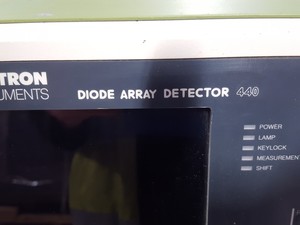 TRON
UMENTS
DIODE ARRAY DETECTOR 440
POWER
LAMP
KEYLOCK
MEASUREMENT
SHIFT